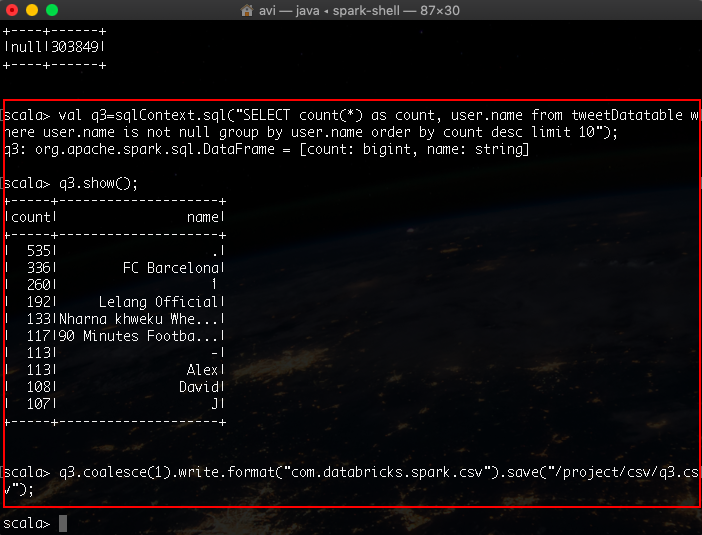 avi — java ◂ spark-shell — 87×30
+----+------+
|null|303849|
+----+------+
scala> val q3=sqlContext.sql("SELECT count(*) as count, user.name from tweetDatatable w
here user.name is not null group by user.name order by count desc limit 10");
q3: org.apache.spark.sql.DataFrame = [count: bigint, name: string]
scala> q3.show();
+-----+--------------------+
|count|                name|
+-----+--------------------+
|  535|                   .|
|  336|        FC Barcelona|
|  260|                   |
|  192|     Lelang Official|
|  133|Nharna khweku Whe...|
|  117|90 Minutes Footba...|
|  113|                   -|
|  113|                Alex|
|  108|               David|
|  107|                   J|
+-----+--------------------+
scala> q3.coalesce(1).write.format("com.databricks.spark.csv").save("/project/csv/q3.cs
v");
scala>